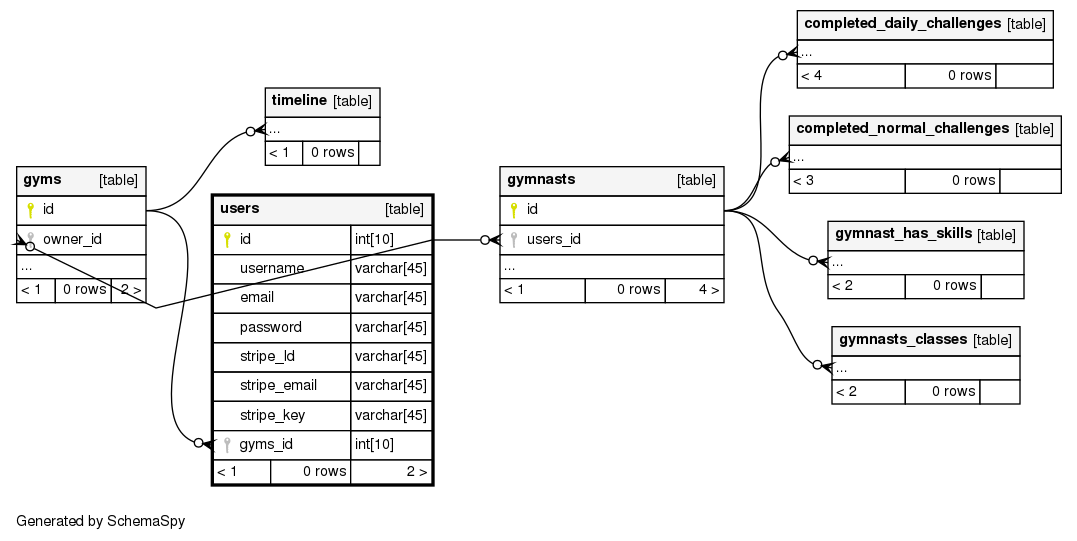 completed_daily_challenges [table]
...
< 4 0 rows
timeline [table]
...
< 1 0 rows
completed_normal_challenges [table]
...
< 3 0 rows
gyms [table]
id
owner_id
...
< 1 0 rows 2 >
users [table]
id int[10]
username varchar[45]
email varchar[45]
password varchar[45]
stripe_Id varchar[45]
stripe_email varchar[45]
stripe_key varchar[45]
gyms_id int[10]
< 1 0 rows 2 >
gymnasts [table]
id
users_id
...
< 1 0 rows 4 >
gymnast_has_skills [table]
...
< 2 0 rows
gymnasts_classes [table]
...
< 2 0 rows
Generated by SchemaSpy